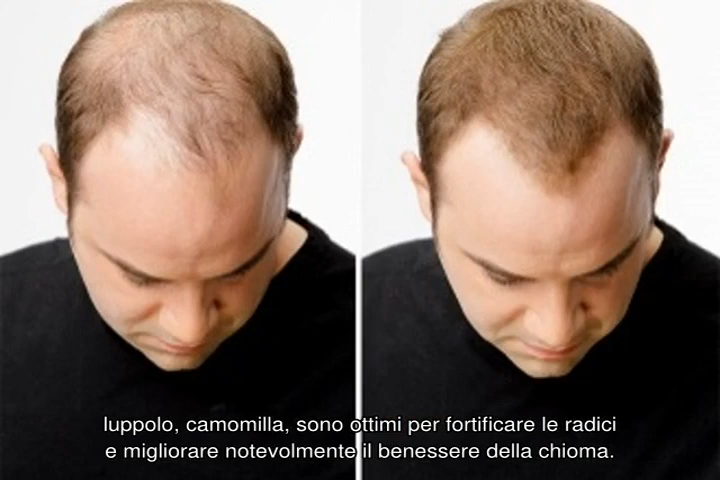 luppolo, camomilla, sono ottimi per fortificare le radici
e migliorare notevolmente il benessere della chioma.